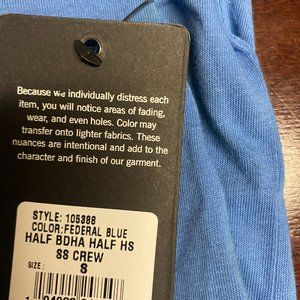 Because we individually distress each
item, you will notice areas of fading,
wear, and even holes. Color may
transfer onto lighter fabrics. These
nuances are intentional and add to the
character and finish of our garment.
STYLE: 105388
COLOR: FEDERAL BLUE
HALF BDHA HALF HS
SS CREW
SIZE: S